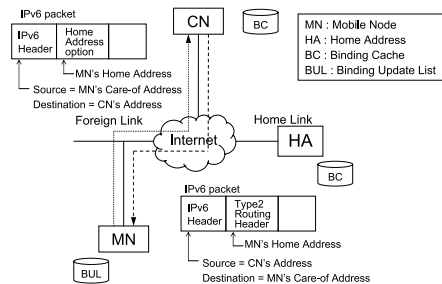 IPv6 packet
IPv6 Header
Home Address option
MN's Home Address
Source = MN's Care-of Address
Destination = CN's Address
CN
BC
MN : Mobile Node
HA : Home Address
BC : Binding Cache
BUL : Binding Update List
Foreign Link
Home Link
Internet
HA
BC
IPv6 packet
IPv6 Header
Type2 Routing Header
MN's Home Address
Source = CN's Address
Destination = MN's Care-of Address
MN
BUL